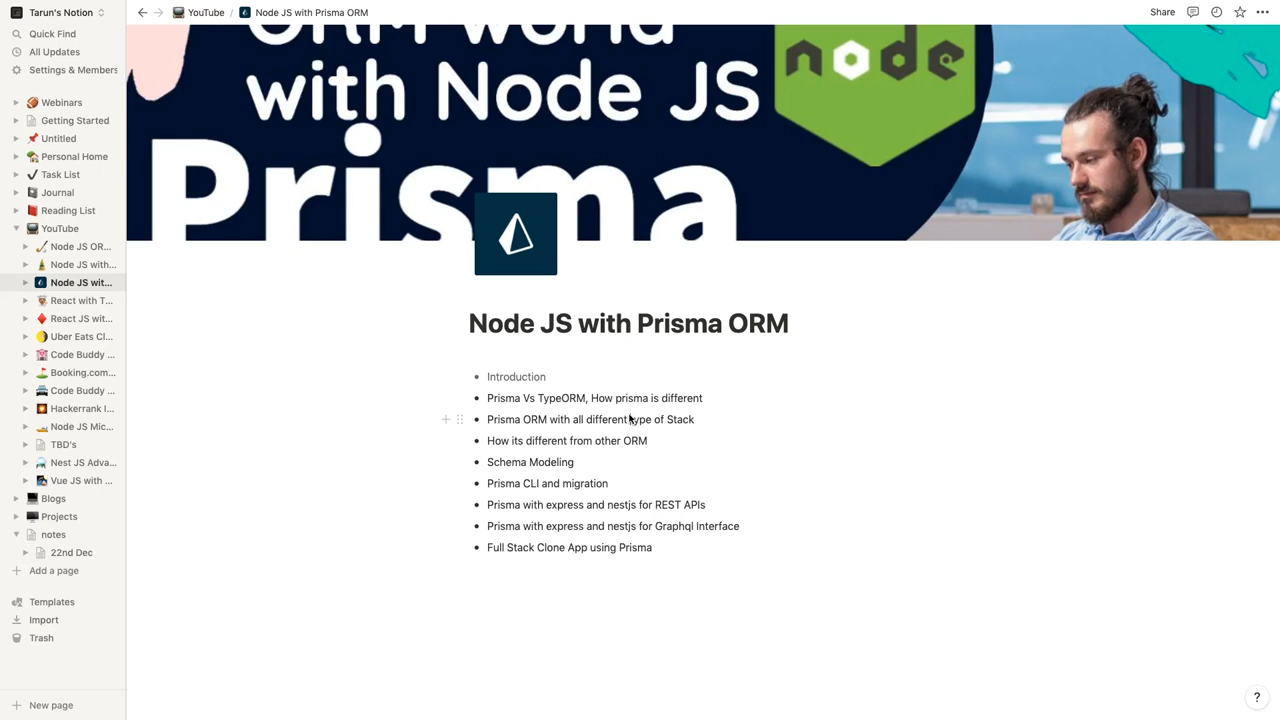 Tarun's Notion
YouTube / Node JS with Prisma ORM
Share
Quick Find
All Updates
Settings & Members
Webinars
Getting Started
Untitled
Personal Home
Task List
Journal
Reading List
YouTube
Node JS OR...
Node JS with...
Node JS wit...
React with T...
React JS wit...
Uber Eats Cl...
Code Buddy ...
Booking.com...
Code Buddy ...
Hackerrank I...
Node JS Mic...
TBD's
Nest JS Adva...
Vue JS with ...
Blogs
Projects
notes
22nd Dec
Add a page
Templates
Import
Trash
New page
ORM world
with Node JS
Prisma
node
Node JS with Prisma ORM
• Introduction
• Prisma Vs TypeORM, How prisma is different
• Prisma ORM with all different type of Stack
• How its different from other ORM
• Schema Modeling
• Prisma CLI and migration
• Prisma with express and nestjs for REST APIs
• Prisma with express and nestjs for Graphql Interface
• Full Stack Clone App using Prisma
?